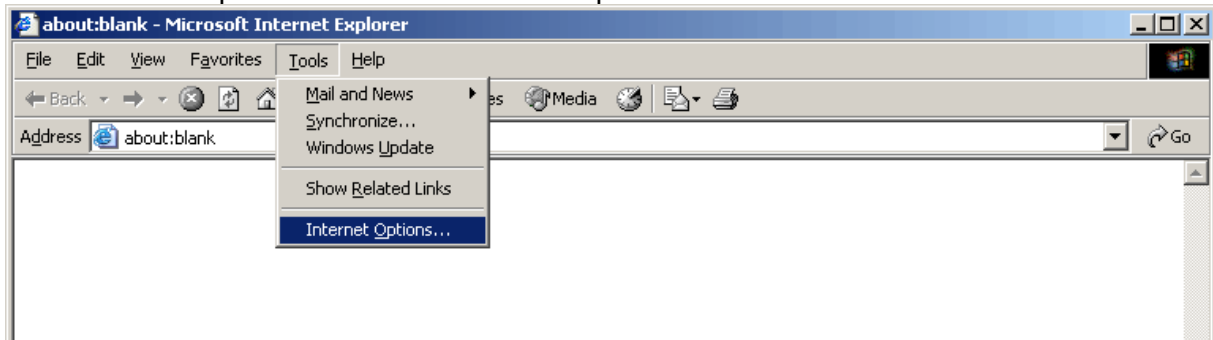 about:blank - Microsoft Internet Explorer
File Edit View Favorites Tools Help
Back es Media
Mail and News
Synchronize...
Windows Update
Show Related Links
Internet Options...
Address about:blank Go